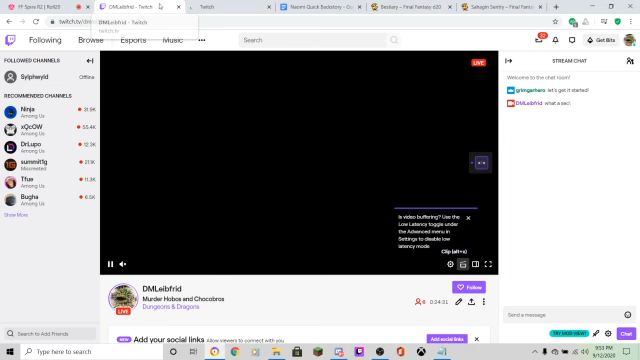 FF Spira R2 | Roll20
DMLeibfrid - Twitch
Twitch
Naomi Quick Backstory
Bestiary – Final Fantasy d20
Sahagin Sentry – Final Fant
DMLeibfrid - Twitch
twitch.tv
twitch.tv/dmle
Following
Browse
Esports
Music
Search
Get Bits
FOLLOWED CHANNELS
Sylphwyld
Offline
RECOMMENDED CHANNELS
Ninja
31.9K
Among Us
xQcOW
55.4K
Among Us
DrLupo
12.3K
Among Us
summit1g
21.1K
Miscreated
Tfue
11.3K
Among Us
Bugha
8.5K
Among Us
Show More
Search to Add Friends
LIVE
Is video buffering? Use the
Low Latency toggle under
the Advanced menu in
Settings to disable low
latency mode
Clip (alt+x)
DMLeibfrid
Murder Hobos and Chocobros
Dungeons & Dragons
LIVE
Follow
6
0:24:31
NEW
Add your social links
Allow viewers to connect with you
Add social links
STREAM CHAT
Welcome to the chat room!
grimgarhero: let's get started!
DMLeibfrid: what a sec!
Send a message
TRY MOD VIEW!
Chat
Type here to search
9:53 PM
9/12/2020